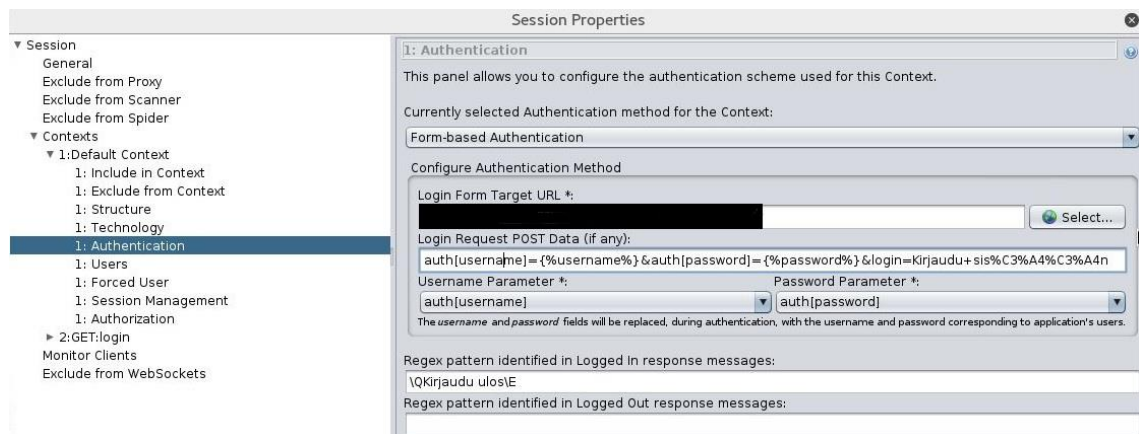 Session Properties
Session
General
Exclude from Proxy
Exclude from Scanner
Exclude from Spider
Contexts
1:Default Context
1: Include in Context
1: Exclude from Context
1: Structure
1: Technology
1: Authentication
1: Users
1: Forced User
1: Session Management
1: Authorization
2:GET:login
Monitor Clients
Exclude from WebSockets
1: Authentication
This panel allows you to configure the authentication scheme used for this Context.
Currently selected Authentication method for the Context:
Form-based Authentication
Configure Authentication Method
Login Form Target URL *:
Select...
Login Request POST Data (if any):
auth[username]={%username%}&auth[password]={%password%}&login=Kirjaudu+sis%C3%A4%C3%A4n
Username Parameter *: Password Parameter *:
auth[username] auth[password]
The username and password fields will be replaced, during authentication, with the username and password corresponding to application's users.
Regex pattern identified in Logged In response messages:
\QKirjaudu ulos\E
Regex pattern identified in Logged Out response messages: